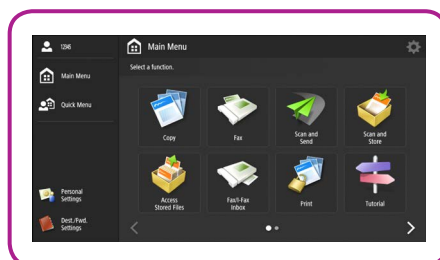 12345
Main Menu
Main Menu
Select a function.
Quick Menu
Copy
Fax
Scan and
Send
Scan and
Store
Access
Stored Files
Fax/I-Fax
Inbox
Print
Tutorial
Personal
Settings
Dest./Fwd.
Settings